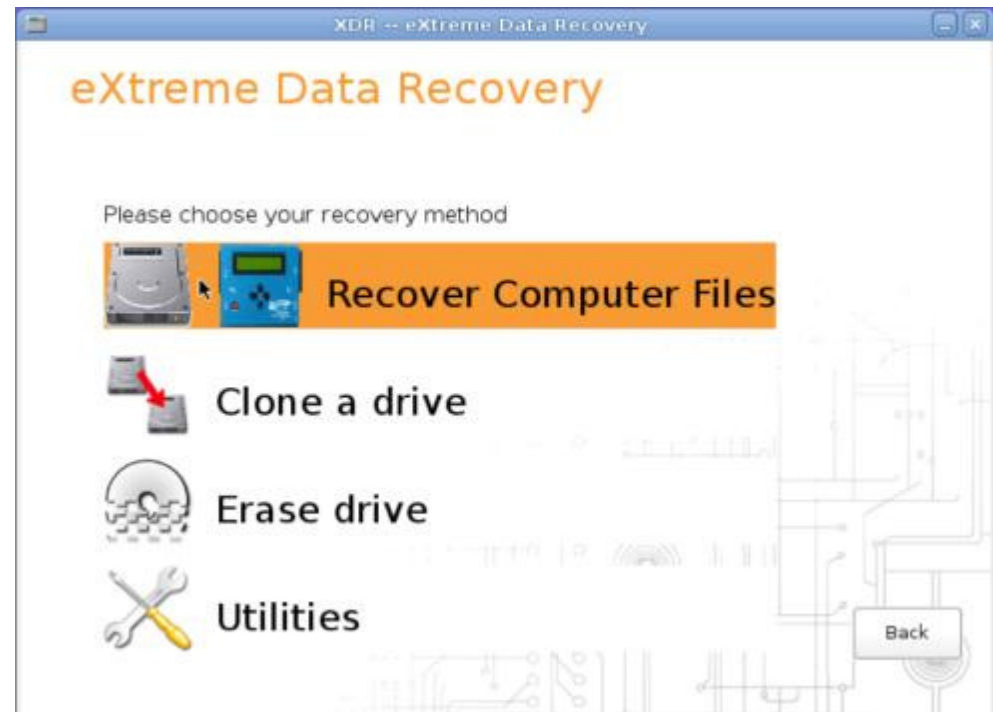 XDR -- eXtreme Data Recovery
eXtreme Data Recovery
Please choose your recovery method
Recover Computer Files
Clone a drive
Erase drive
Utilities
Back